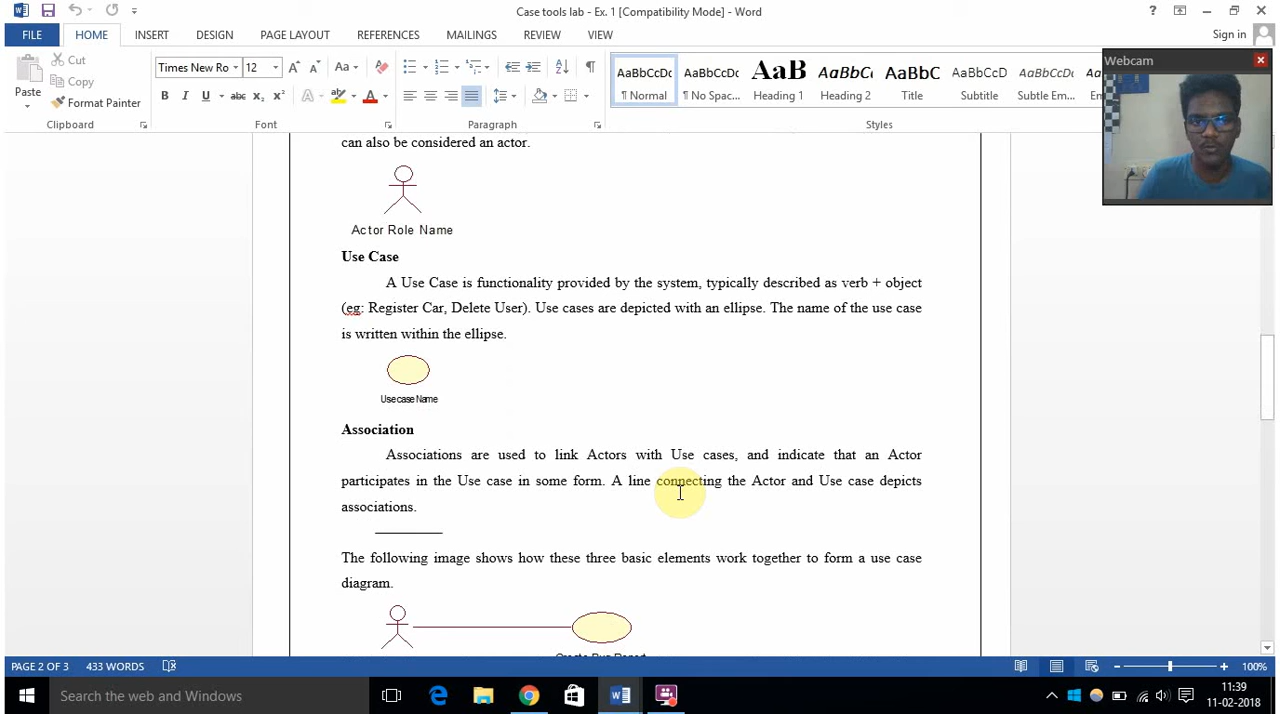 Case tools lab - Ex. 1 [Compatibility Mode] - Word
?
FILE HOME INSERT DESIGN PAGE LAYOUT REFERENCES MAILINGS REVIEW VIEW Sign in
Webcam
Paste
Cut
Copy
Format Painter
Clipboard
Times New Ro 12 Aa
B I U abc x₂ x² A A
Font
Paragraph
AaBbCcDc AaBbCcDc AaB AaBbCc AaBbC AaBbCcD AaBbCcDc
¶ Normal ¶ No Spac... Heading 1 Heading 2 Title Subtitle Subtle Em...
Styles
can also be considered an actor.
Actor Role Name
Use Case
A Use Case is functionality provided by the system, typically described as verb + object
(eg: Register Car, Delete User). Use cases are depicted with an ellipse. The name of the use case
is written within the ellipse.
Use case Name
Association
Associations are used to link Actors with Use cases, and indicate that an Actor
participates in the Use case in some form. A line connecting the Actor and Use case depicts
associations.
The following image shows how these three basic elements work together to form a use case
diagram.
PAGE 2 OF 3 433 WORDS 100%
Search the web and Windows
11:39
11-02-2018